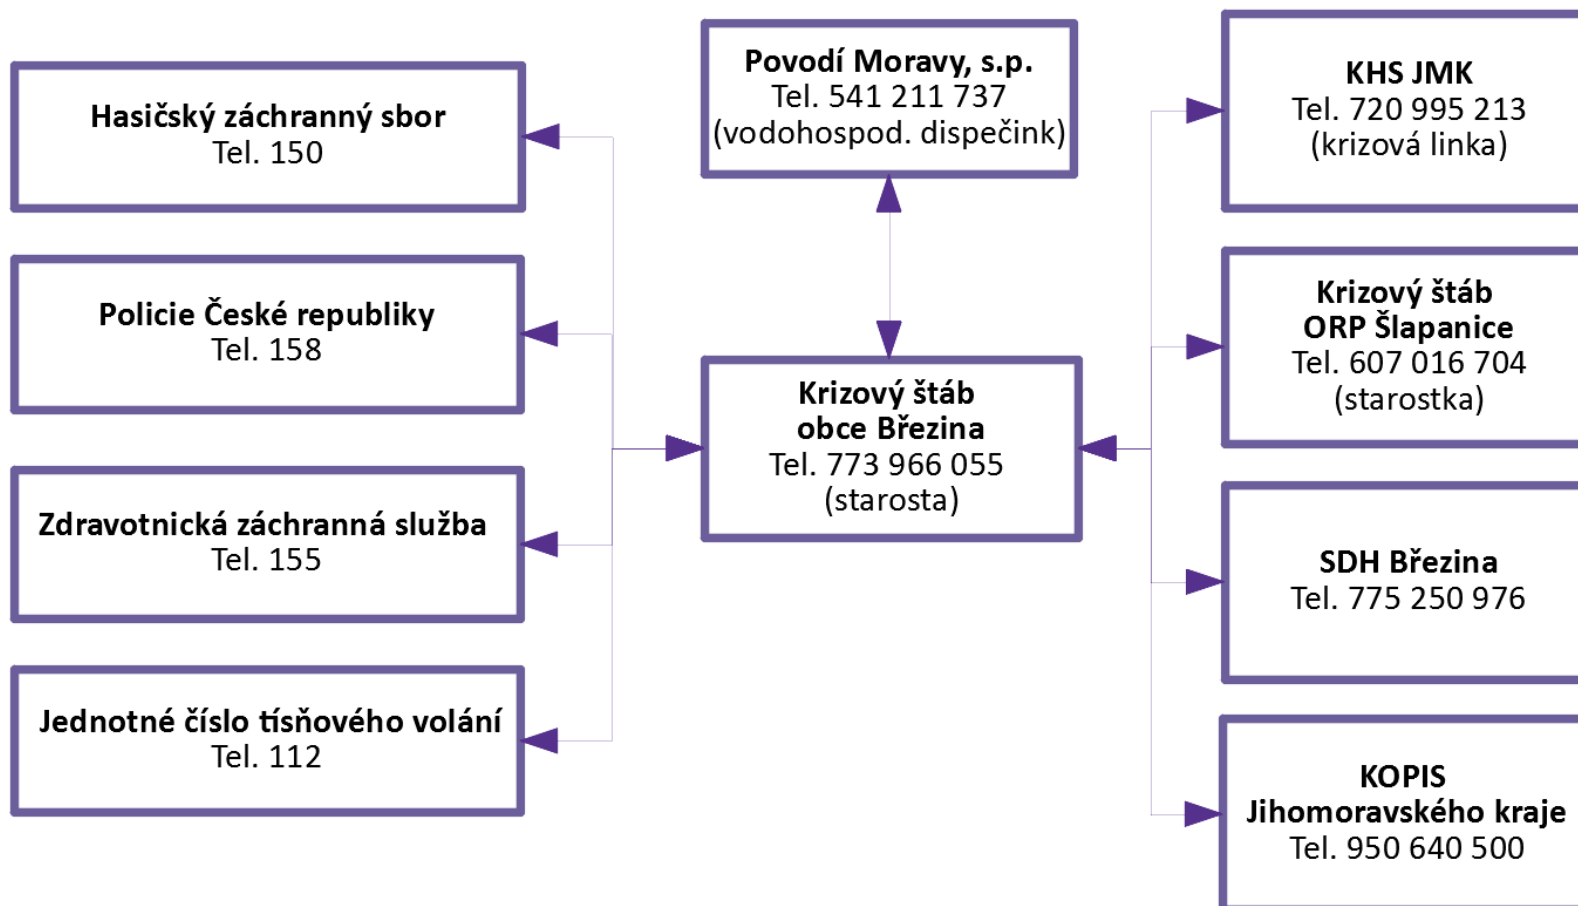 Hasičský záchranný sbor
Tel. 150
Policie České republiky
Tel. 158
Zdravotnická záchranná služba
Tel. 155
Jednotné číslo tísňového volání
Tel. 112
Povodí Moravy, s.p.
Tel. 541 211 737
(vodohospod. dispečink)
Krizový štáb
obce Březina
Tel. 773 966 055
(starosta)
KHS JMK
Tel. 720 995 213
(krizová linka)
Krizový štáb
ORP Šlapanice
Tel. 607 016 704
(starostka)
SDH Březina
Tel. 775 250 976
KOPIS
Jihomoravského kraje
Tel. 950 640 500